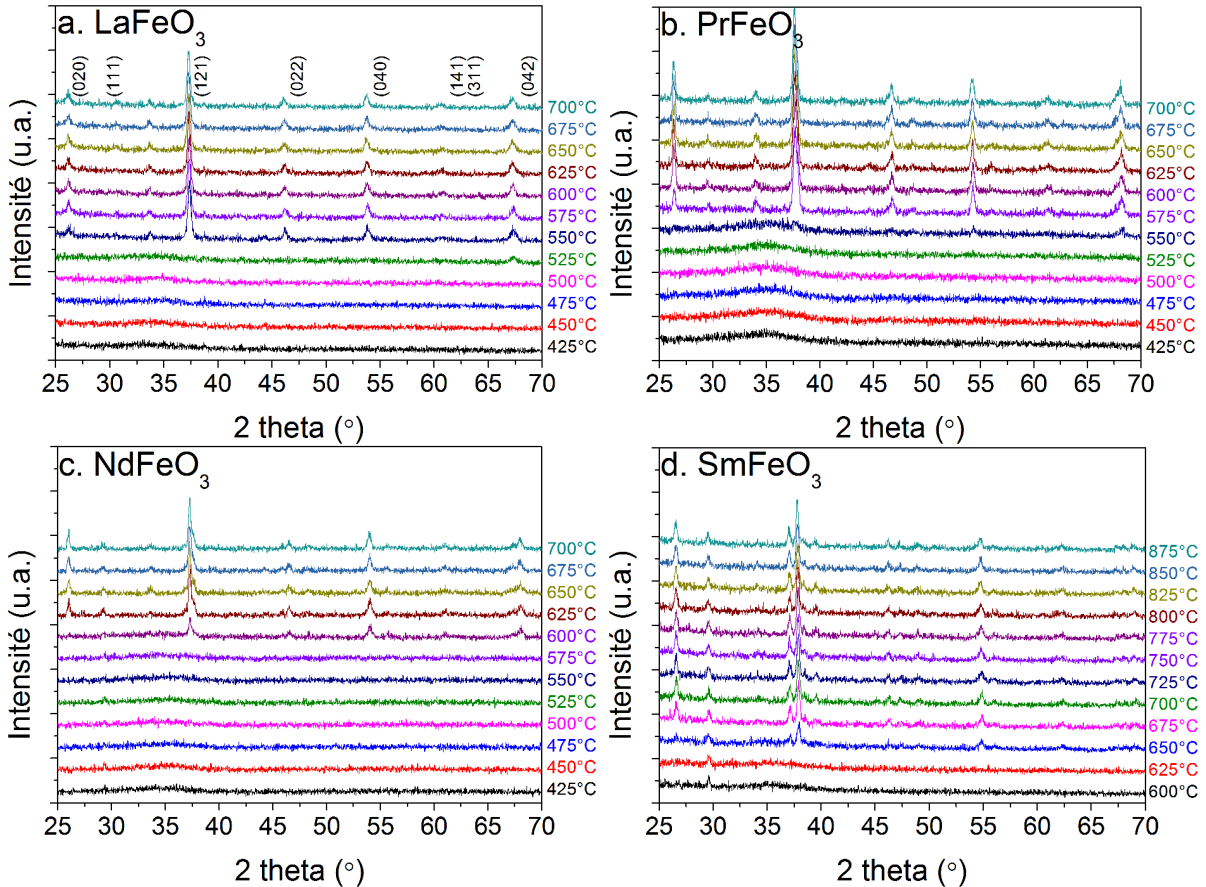 a. LaFeO3
(020)
(111)
(121)
(022)
(040)
(141)
(311)
(042)
700°C
675°C
650°C
625°C
600°C
575°C
550°C
525°C
500°C
475°C
450°C
425°C
Intensité (u.a.)
25 30 35 40 45 50 55 60 65 70
2 theta (°)
b. PrFeO3
700°C
675°C
650°C
625°C
600°C
575°C
550°C
525°C
500°C
475°C
450°C
425°C
Intensité (u.a.)
25 30 35 40 45 50 55 60 65 70
2 theta (°)
c. NdFeO3
700°C
675°C
650°C
625°C
600°C
575°C
550°C
525°C
500°C
475°C
450°C
425°C
Intensité (u.a.)
25 30 35 40 45 50 55 60 65 70
2 theta (°)
d. SmFeO3
875°C
850°C
825°C
800°C
775°C
750°C
725°C
700°C
675°C
650°C
625°C
600°C
Intensité (u.a.)
25 30 35 40 45 50 55 60 65 70
2 theta (°)